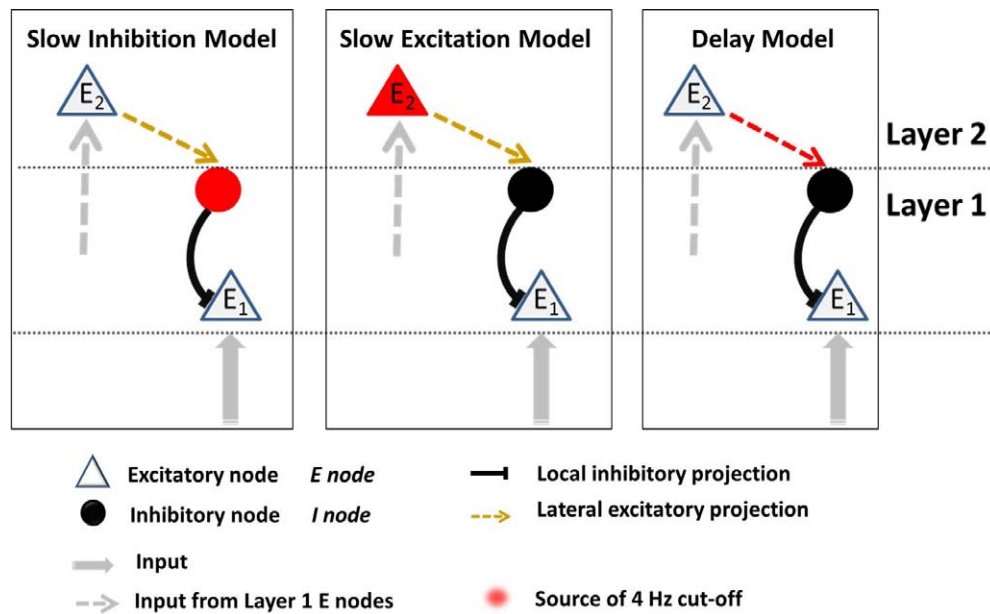 Slow Inhibition Model
Slow Excitation Model
Delay Model
E2
E2
E2
Layer 2
Layer 1
E1
E1
E1
Excitatory node E node
Local inhibitory projection
Inhibitory node I node
Lateral excitatory projection
Input
Input from Layer 1 E nodes
Source of 4 Hz cut-off